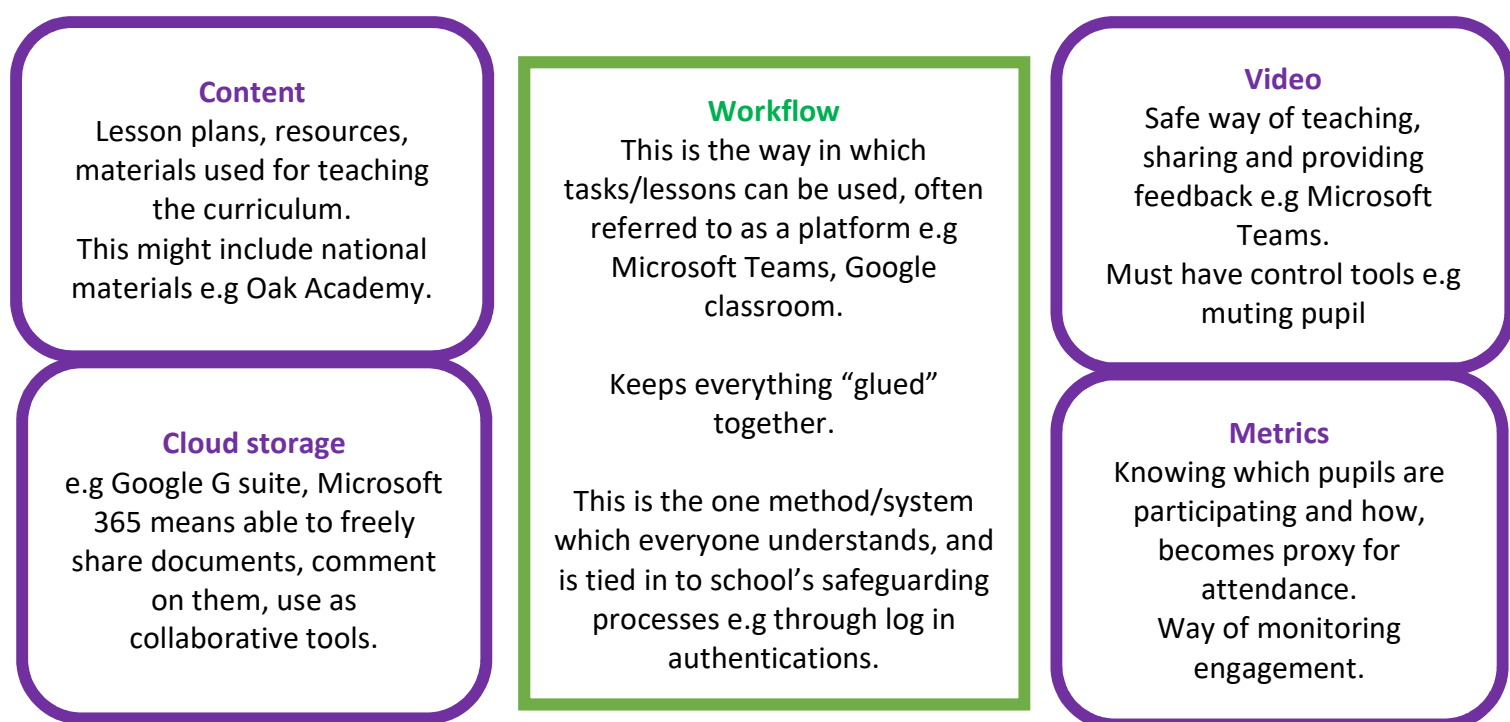 Content
Lesson plans, resources,
materials used for teaching
the curriculum.
This might include national
materials e.g Oak Academy.
Cloud storage
e.g Google G suite, Microsoft
365 means able to freely
share documents, comment
on them, use as
collaborative tools.
Workflow
This is the way in which
tasks/lessons can be used, often
referred to as a platform e.g
Microsoft Teams, Google
classroom.
Keeps everything “glued”
together.
This is the one method/system
which everyone understands, and
is tied in to school’s safeguarding
processes e.g through log in
authentications.
Video
Safe way of teaching,
sharing and providing
feedback e.g Microsoft
Teams.
Must have control tools e.g
muting pupil
Metrics
Knowing which pupils are
participating and how,
becomes proxy for
attendance.
Way of monitoring
engagement.